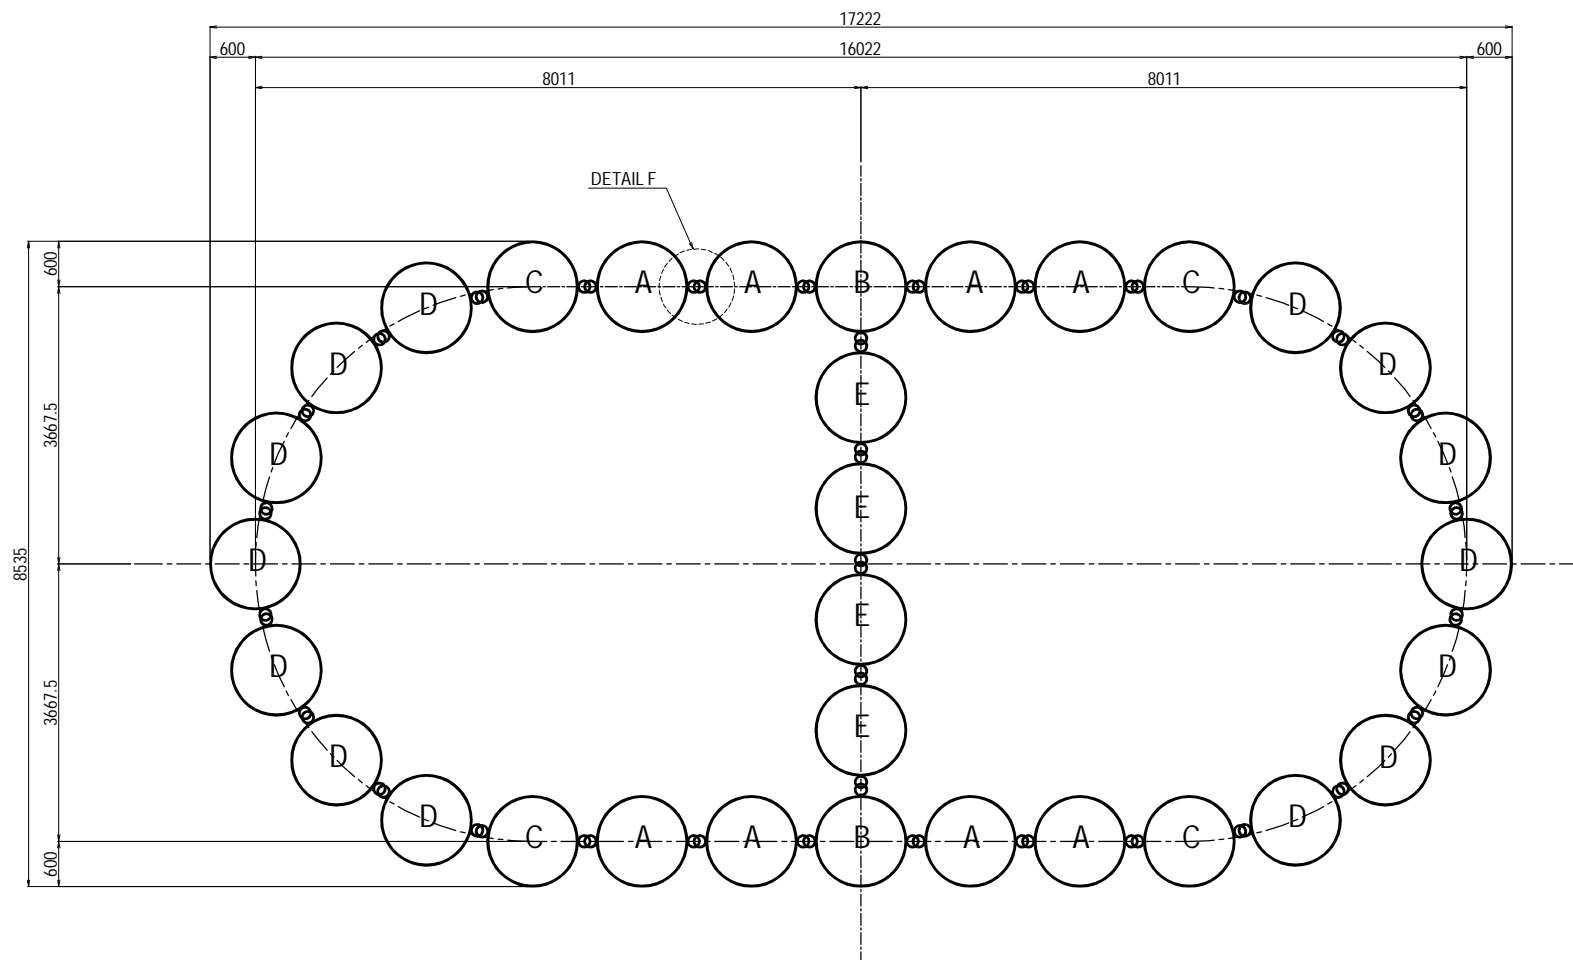 17222
600 16022 600
8011 8011
DETAIL F
600
C A A B A A C
D D
3667.5
D D
E
D D
E
8535
D D
E
3667.5
D D
E
D D
D D
C A A B A A C
600